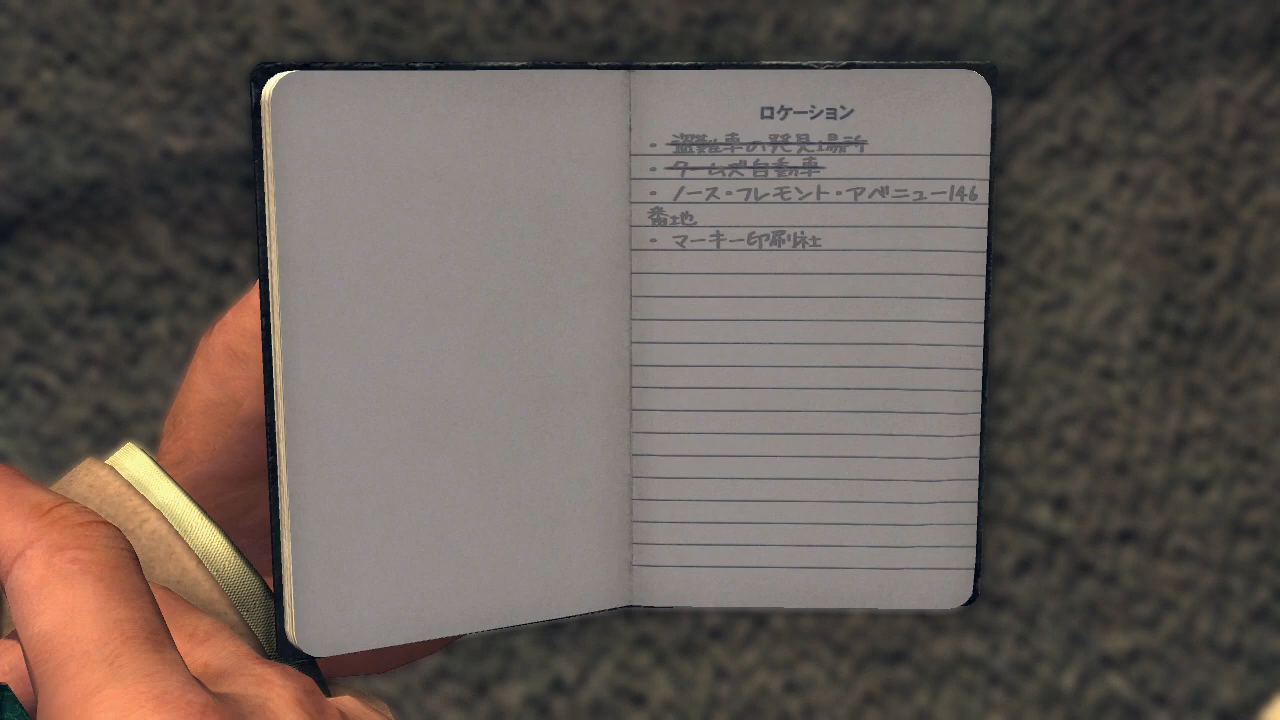 ロケーション
・盗難車の発見場所
・クームズ自動車
・ノース・フレモント・アベニュー146
番地
・マーキー印刷社